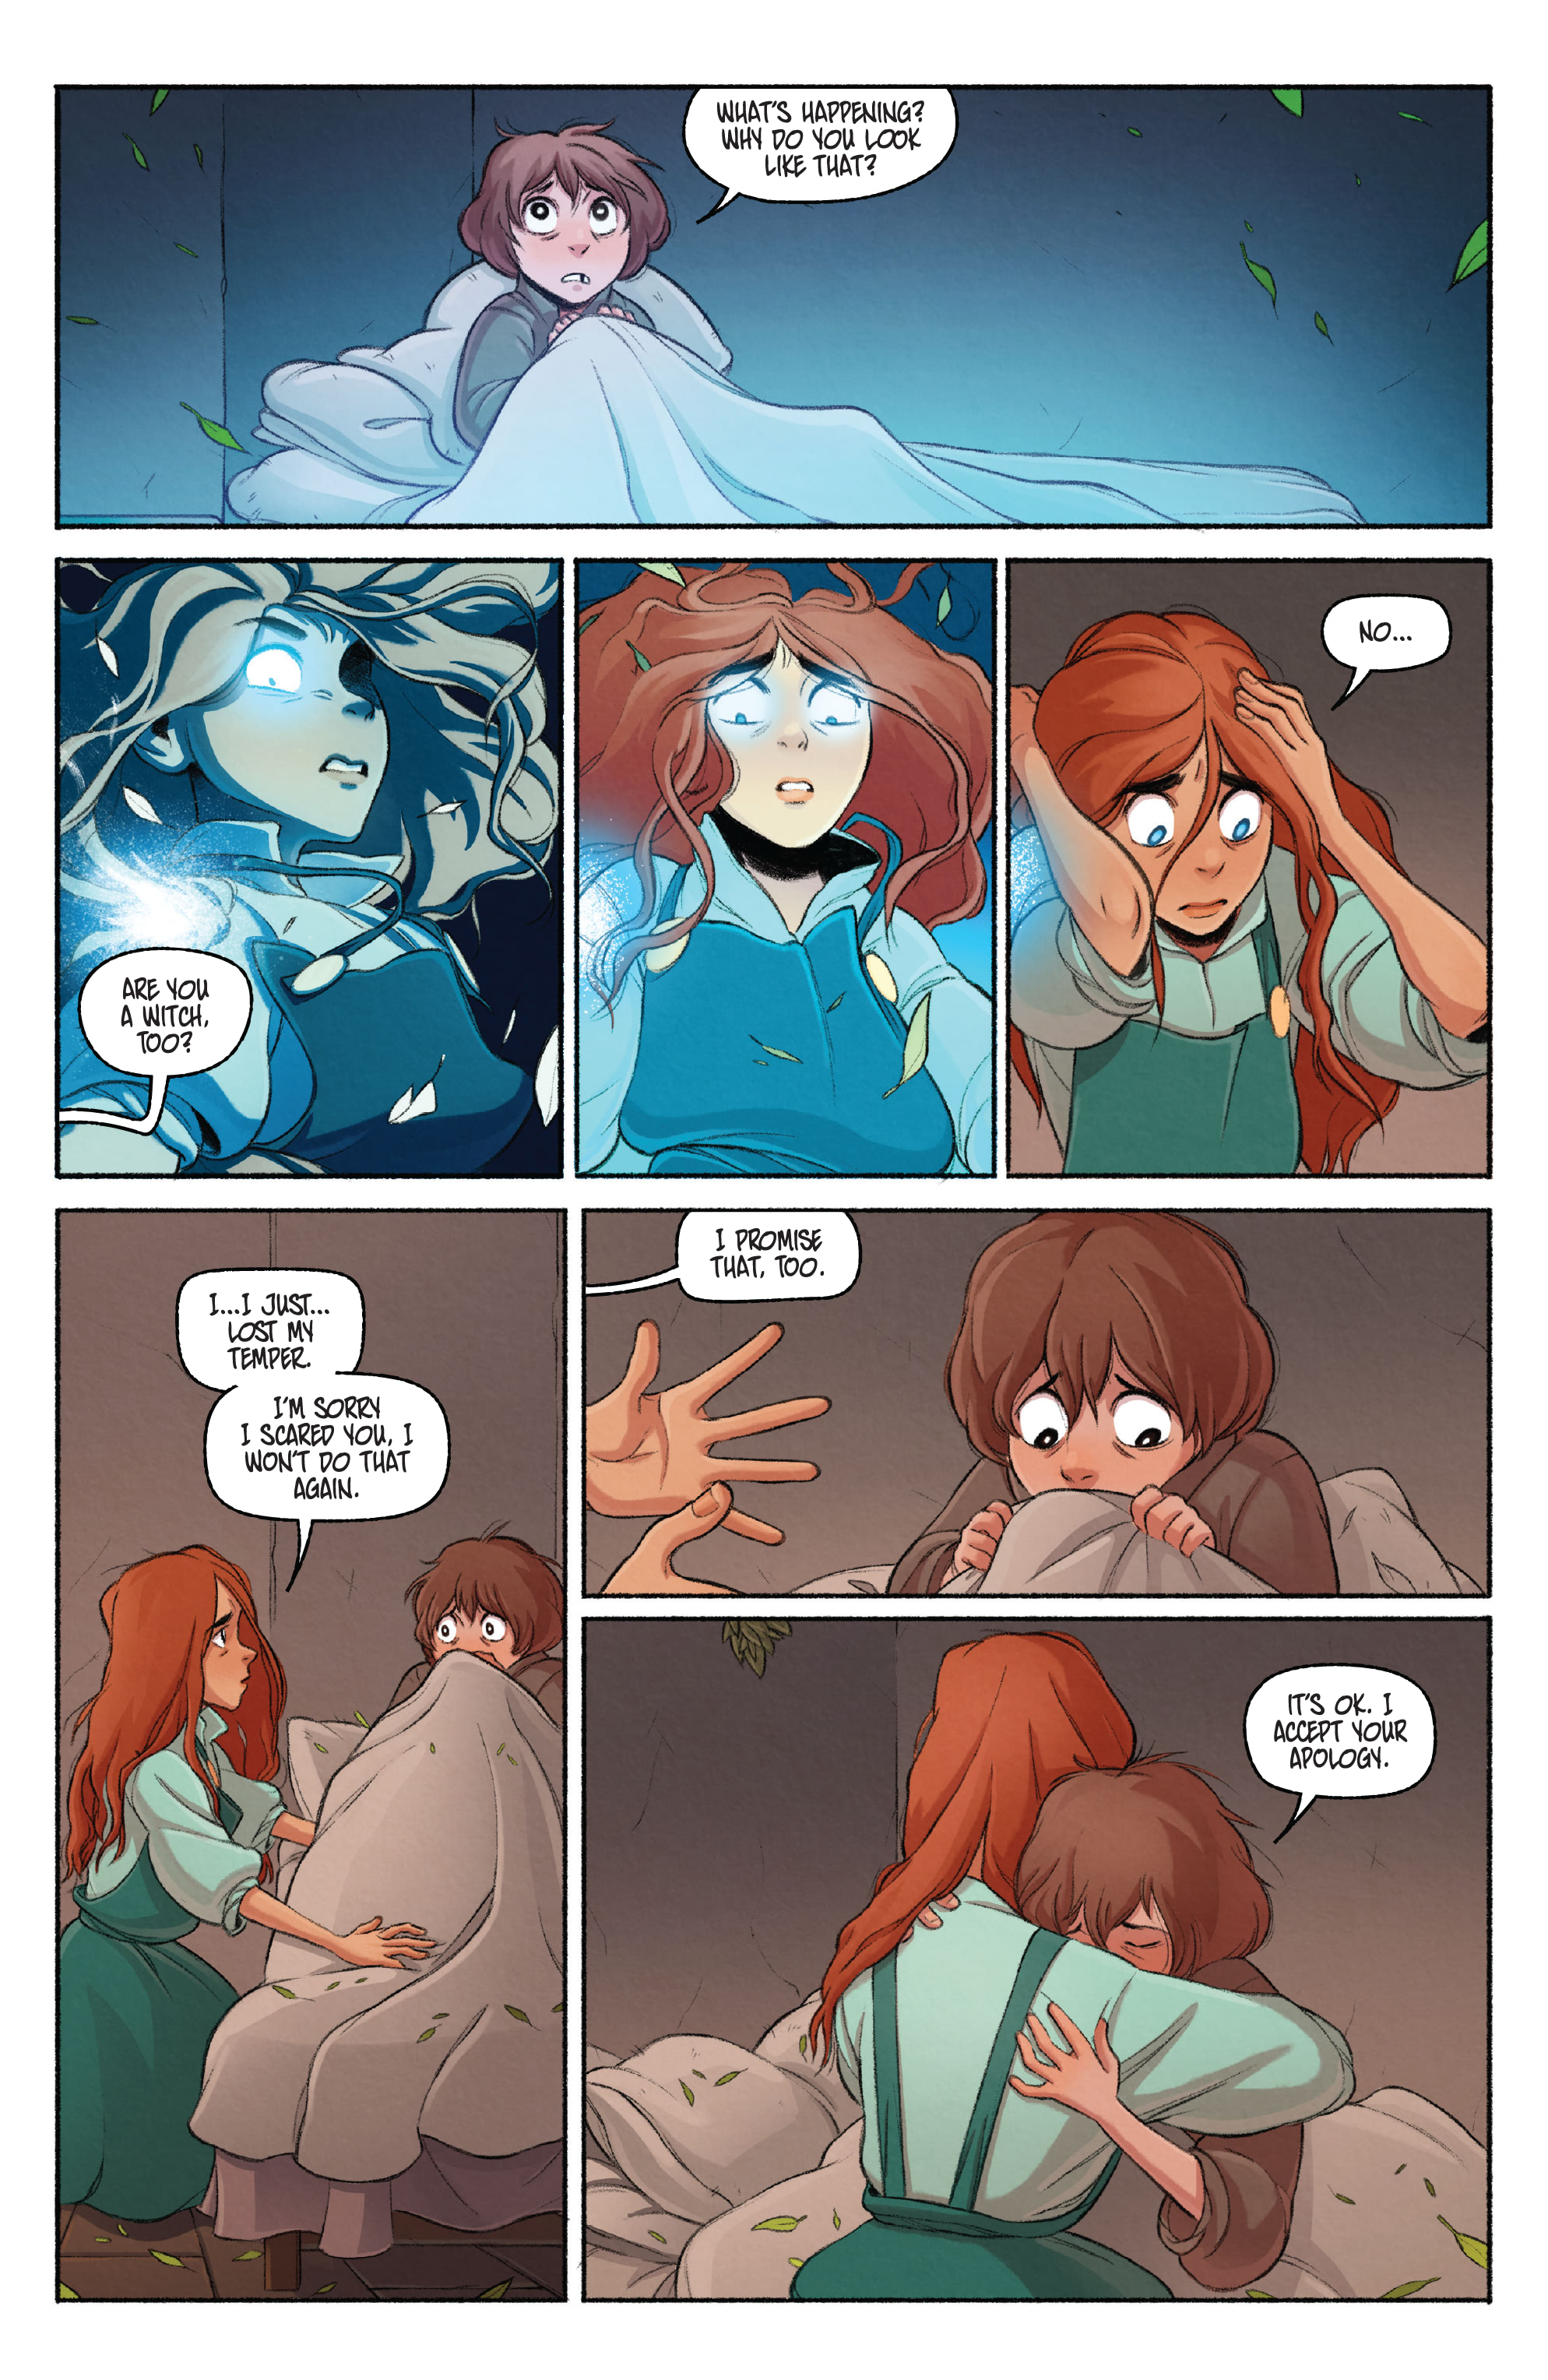 WHAT'S HAPPENING?
WHY DO YOU LOOK
LIKE THAT?
ARE YOU
A WITCH,
TOO?
NO...
I...I JUST...
LOST MY
TEMPER.
I'M SORRY
I SCARED YOU, I
WON'T DO THAT
AGAIN.
I PROMISE
THAT, TOO.
IT'S OK. I
ACCEPT YOUR
APOLOGY.